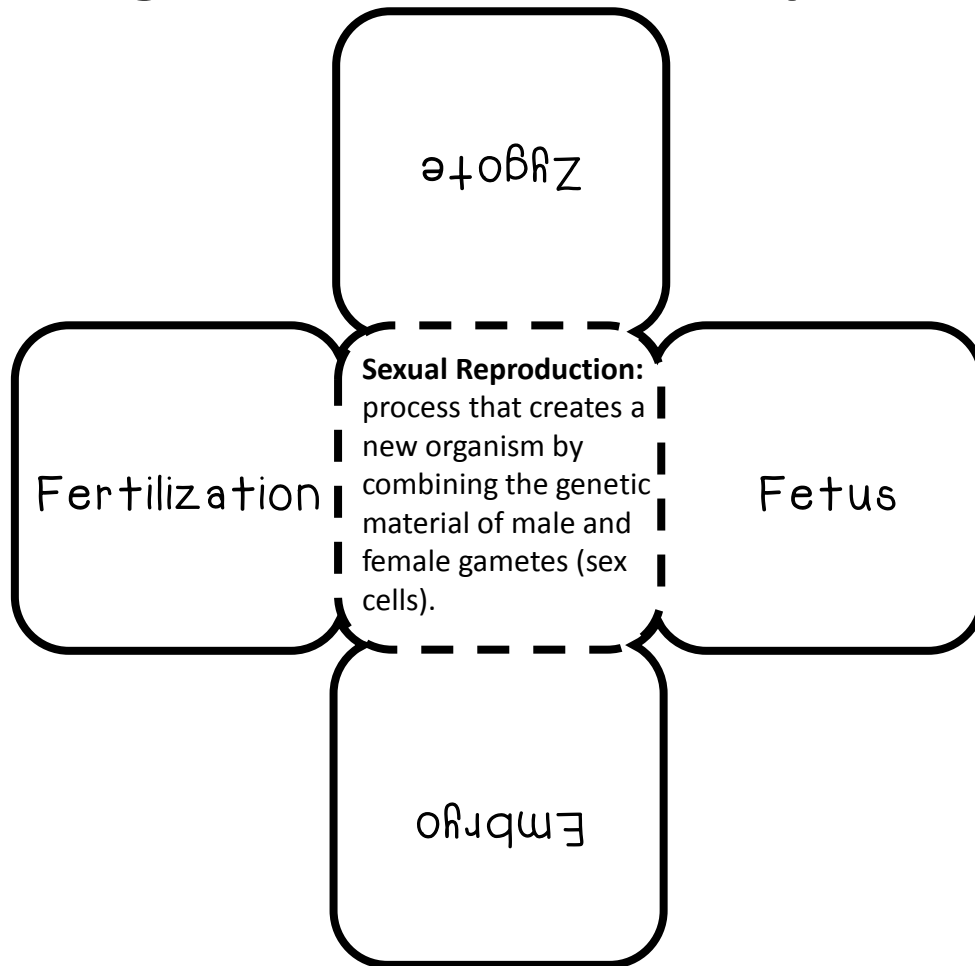 Zygote
Fertilization
Sexual Reproduction:
process that creates a
new organism by
combining the genetic
material of male and
female gametes (sex
cells).
Fetus
Embryo